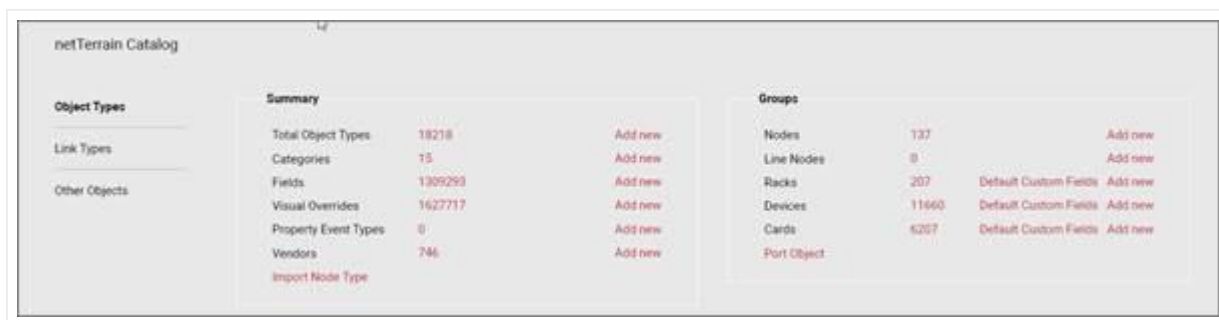 netTerrain Catalog
Object Types
Link Types
Other Objects
Summary
Total Object Types 18218 Add new
Categories 15 Add new
Fields 1309293 Add new
Visual Overrides 1627717 Add new
Property Event Types 0 Add new
Vendors 746 Add new
Import Node Type
Groups
Nodes 137 Add new
Line Nodes 0 Add new
Racks 207 Default Custom Fields Add new
Devices 11660 Default Custom Fields Add new
Cards 6207 Default Custom Fields Add new
Port Object